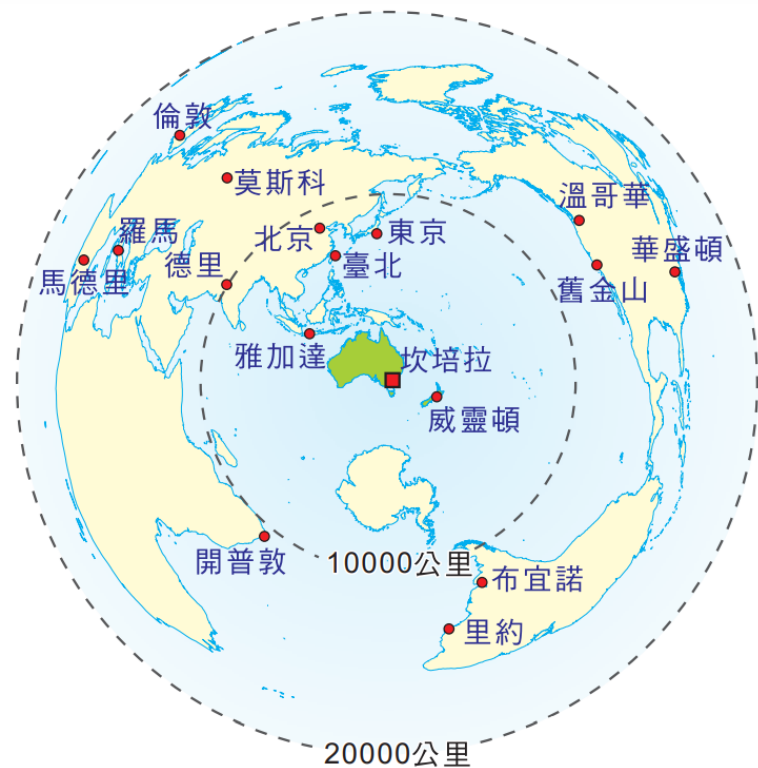 倫敦
莫斯科
溫哥華
羅馬
北京
東京
華盛頓
馬德里
德里
臺北
舊金山
雅加達
坎培拉
威靈頓
開普敦
10000公里
布宜諾
里約
20000公里